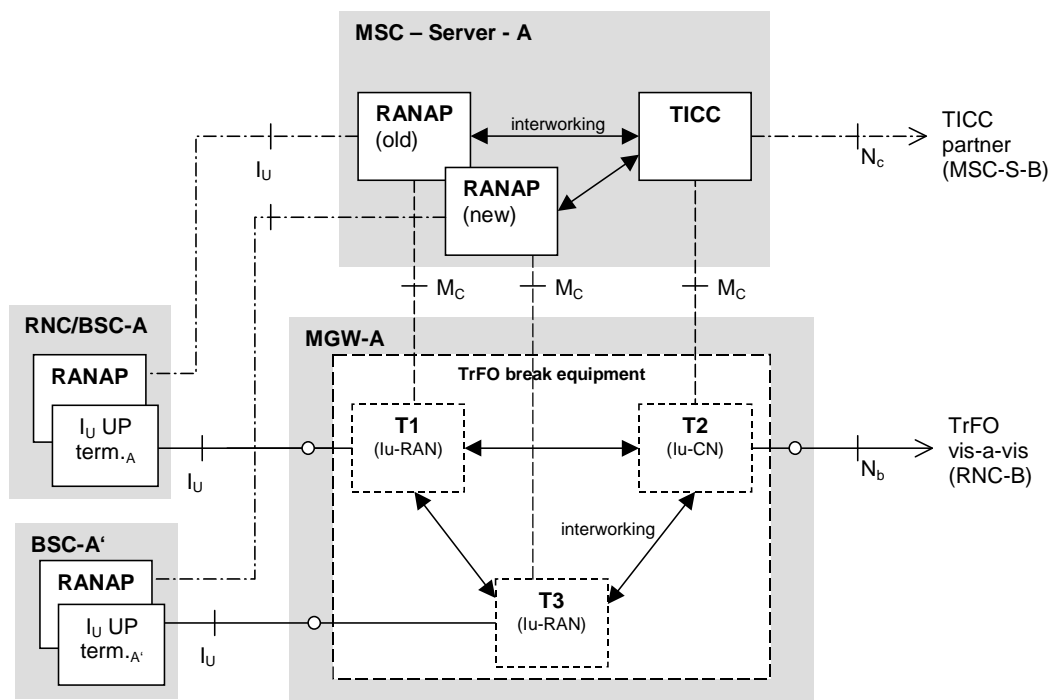 MSC – Server - A
RANAP
(old)
interworking
TICC
RANAP
(new)
TICC
partner
(MSC-S-B)
IU
Nc
IU
MC
MC
MC
RNC/BSC-A
RANAP
IU UP
term.A
IU
MGW-A
TrFO break equipment
T1
(Iu-RAN)
T2
(Iu-CN)
TrFO
vis-a-vis
(RNC-B)
Nb
interworking
BSC-A‘
RANAP
IU UP
term.A‘
IU
T3
(Iu-RAN)